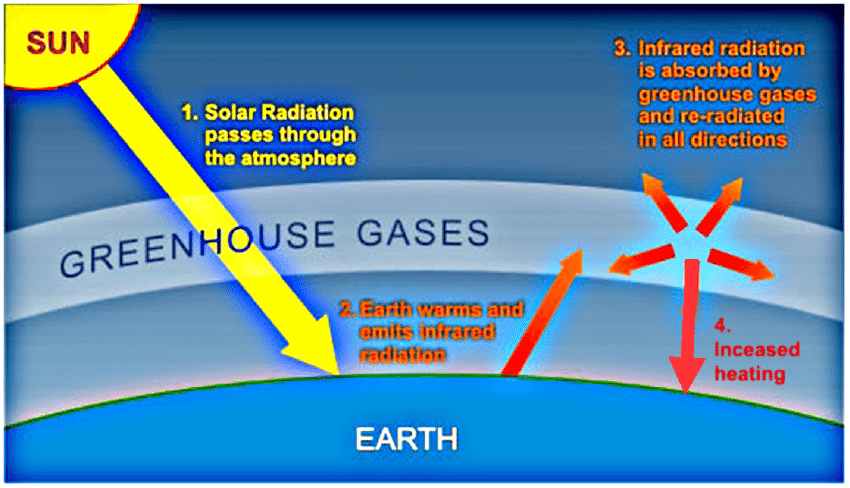 SUN
1. Solar Radiation
passes through
the atmosphere
3. Infrared radiation
is absorbed by
greenhouse gases
and re-radiated
in all directions
GREENHOUSE GASES
2. Earth warms and
emits infrared
radiation
4.
Inceased
heating
EARTH